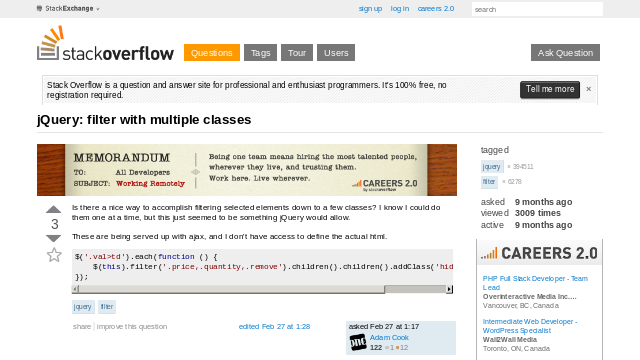 StackExchange
sign up log in careers 2.0
search
stackoverflow
Questions Tags Tour Users Ask Question
Stack Overflow is a question and answer site for professional and enthusiast programmers. It's 100% free, no
registration required.
Tell me more ×
jQuery: filter with multiple classes
MEMORANDUM
TO: All Developers
SUBJECT: Working Remotely
Being one team means hiring the most talented people,
wherever they live, and trusting them.
Work here. Live wherever.
CAREERS 2.0
by stackoverflow
3
Is there a nice way to accomplish filtering selected elements down to a few classes? I know I could do
them one at a time, but this just seemed to be something jQuery would allow.
These are being served up with ajax, and I don't have access to define the actual html.
$('.val>td').each(function () {
$(this).filter('.price,.quantity,.remove').children().children().addClass('hid
});
jquery filter
share | improve this question
edited Feb 27 at 1:28
asked Feb 27 at 1:17
Adam Cook
122 1 12
tagged
jquery × 394511
filter × 6278
asked 9 months ago
viewed 3009 times
active 9 months ago
CAREERS 2.0
PHP Full Stack Developer - Team
Lead
Overinteractive Media Inc....
Vancouver, BC, Canada
Intermediate Web Developer -
WordPress Specialist
Wall2Wall Media
Toronto, ON, Canada